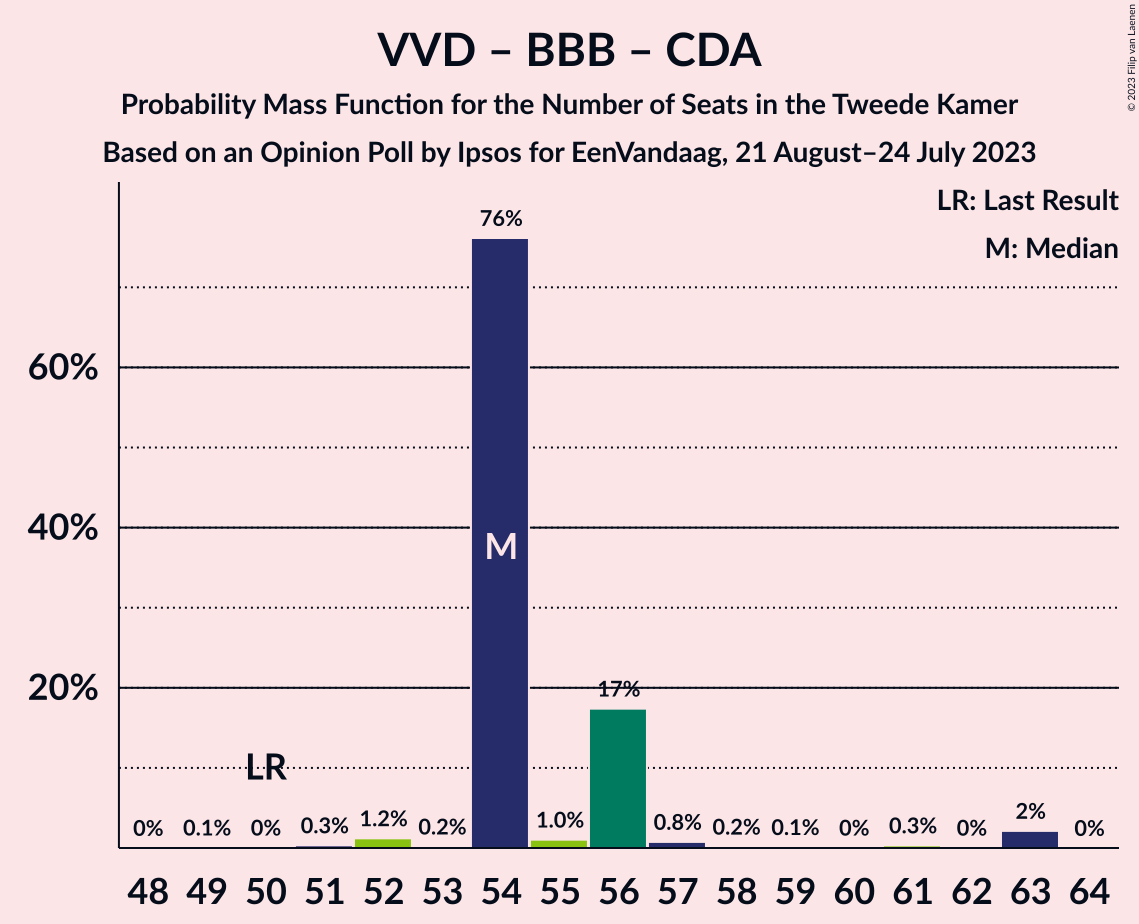 VVD – BBB – CDA
Probability Mass Function for the Number of Seats in the Tweede Kamer
Based on an Opinion Poll by Ipsos for EenVandaag, 21 August–24 July 2023
© 2023 Filip van Laenen
LR: Last Result
M: Median
60%
40%
20%
0% 0.1% 0% 0.3% 1.2% 0.2% 76% 1.0% 17% 0.8% 0.2% 0.1% 0% 0.3% 0% 2% 0%
LR
M
48 49 50 51 52 53 54 55 56 57 58 59 60 61 62 63 64